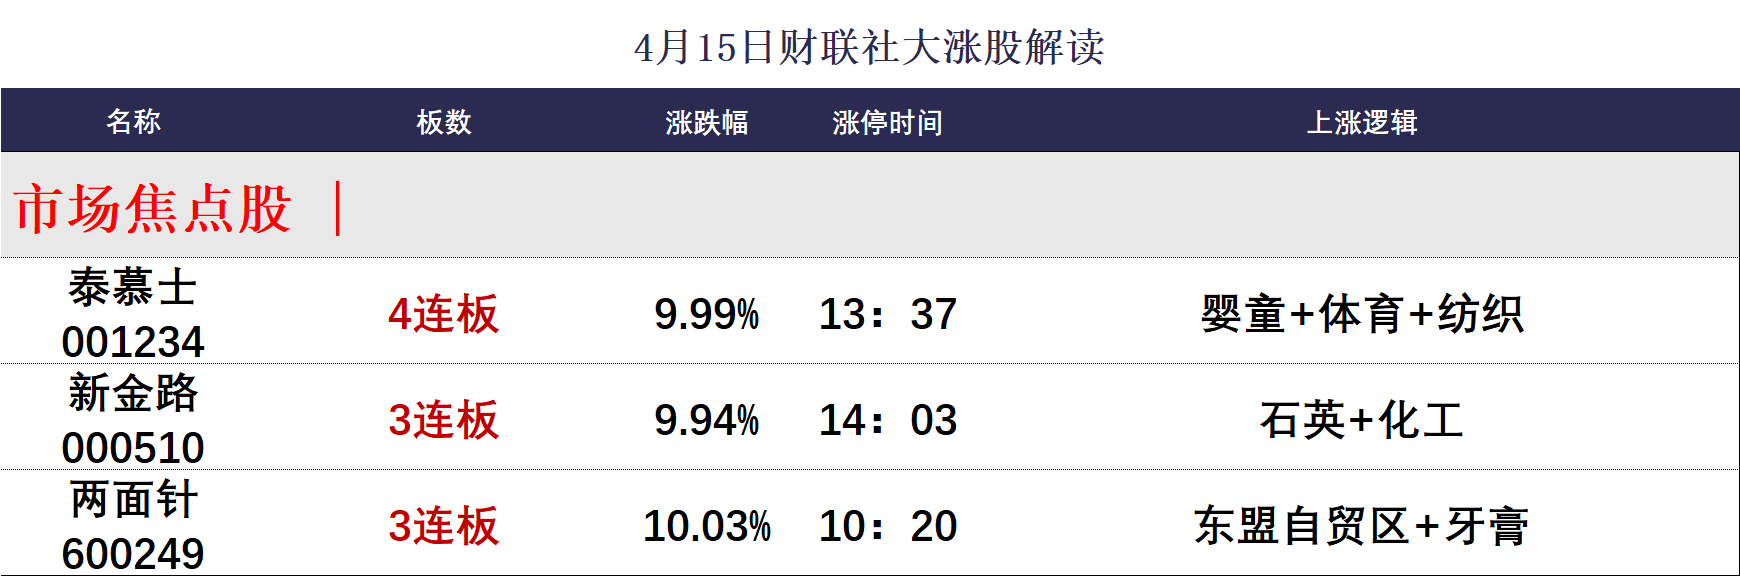 4月15日财联社大涨股解读
名称 板数 涨跌幅 涨停时间 上涨逻辑
市场焦点股 |
泰慕士
001234 4连板 9.99% 13：37 婴童+体育+纺织
新金路
000510 3连板 9.94% 14：03 石英+化工
两面针
600249 3连板 10.03% 10：20 东盟自贸区+牙膏